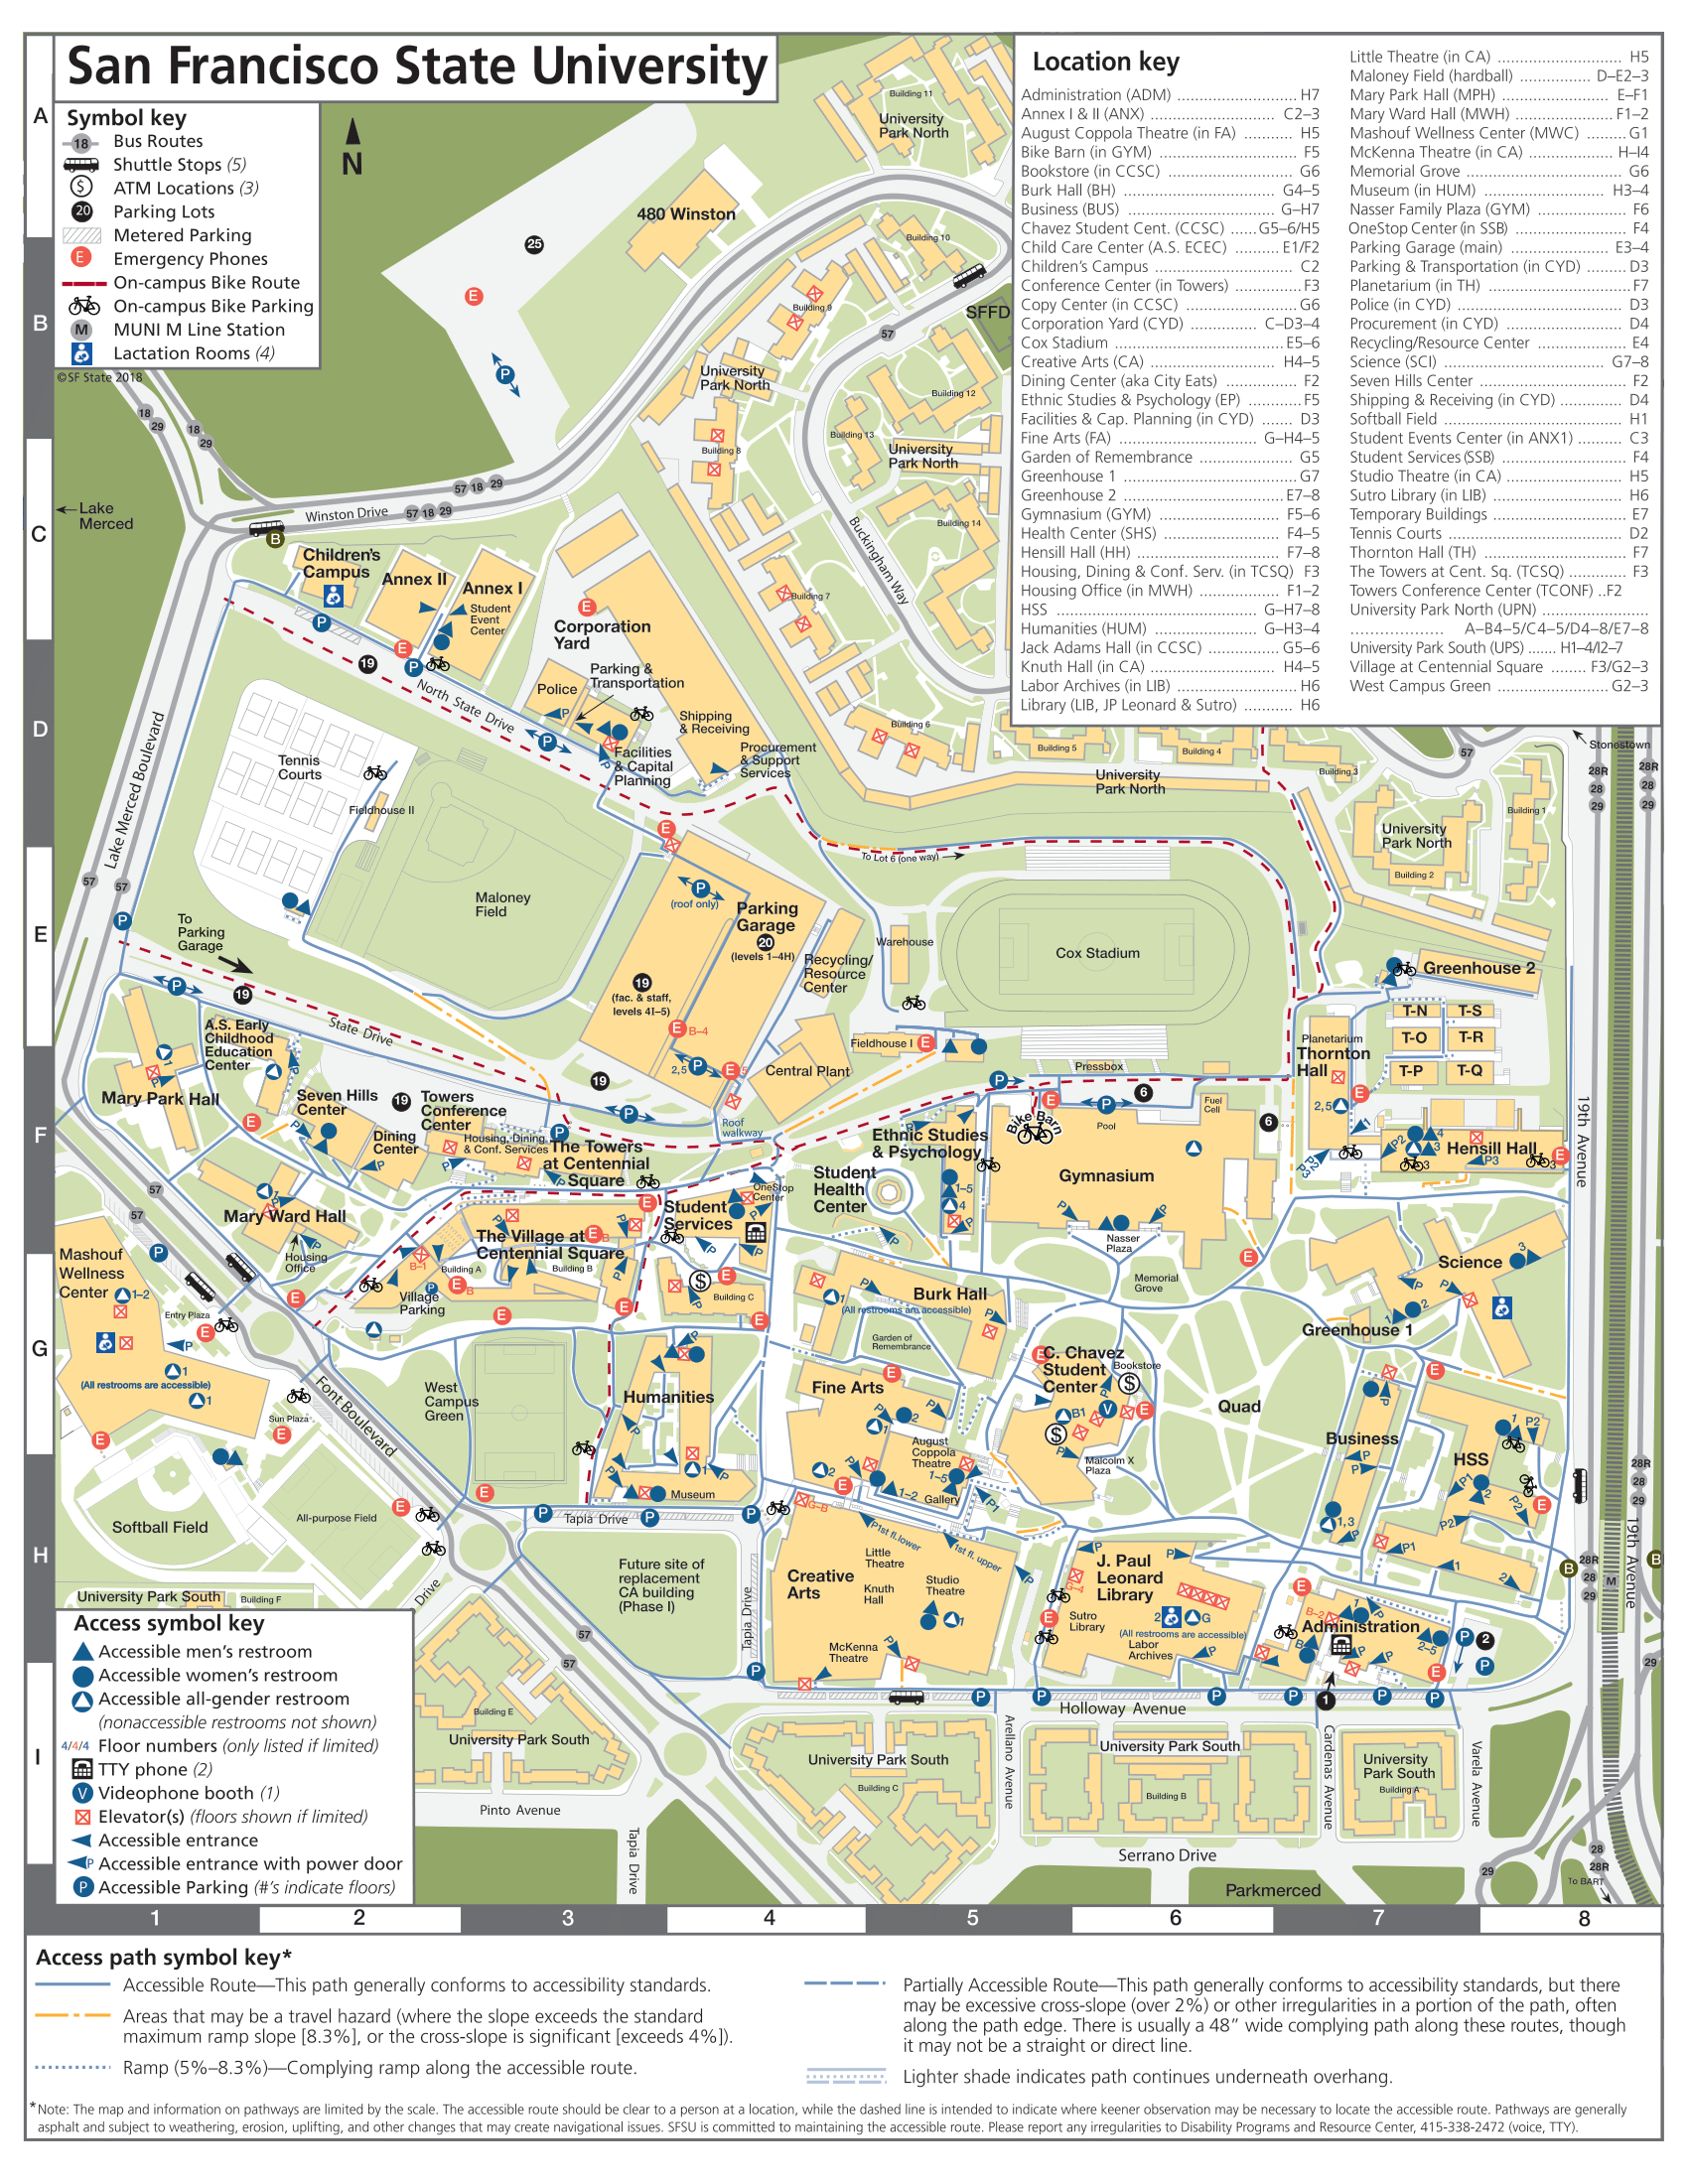 San Francisco State University
Symbol key
18 Bus Routes
Shuttle Stops (5)
$ ATM Locations (3)
20 Parking Lots
Metered Parking
E Emergency Phones
On-campus Bike Route
On-campus Bike Parking
M MUNI M Line Station
Lactation Rooms (4)
©SF State 2018
N
Location key
Administration (ADM) H7
Annex I & II (ANX) C2–3
August Coppola Theatre (in FA) H5
Bike Barn (in GYM) F5
Bookstore (in CCSC) G6
Burk Hall (BH) G4–5
Business (BUS) G–H7
Chavez Student Cent. (CCSC) G5–6/H5
Child Care Center (A.S. ECEC) E1/F2
Children's Campus C2
Conference Center (in Towers) F3
Copy Center (in CCSC) G6
Corporation Yard (CYD) C–D3–4
Cox Stadium E5–6
Creative Arts (CA) H4–5
Dining Center (aka City Eats) F2
Ethnic Studies & Psychology (EP) F5
Facilities & Cap. Planning (in CYD) D3
Fine Arts (FA) G–H4–5
Garden of Remembrance G5
Greenhouse 1 G7
Greenhouse 2 E7–8
Gymnasium (GYM) F5–6
Health Center (SHS) F4–5
Hensill Hall (HH) F7–8
Housing, Dining & Conf. Serv. (in TCSQ) F3
Housing Office (in MWH) F1–2
HSS G–H7–8
Humanities (HUM) G–H3–4
Jack Adams Hall (in CCSC) G5–6
Knuth Hall (in CA) H4–5
Labor Archives (in LIB) H6
Library (LIB, JP Leonard & Sutro) H6
Little Theatre (in CA) H5
Maloney Field (hardball) D–E2–3
Mary Park Hall (MPH) E–F1
Mary Ward Hall (MWH) F1–2
Mashouf Wellness Center (MWC) G1
McKenna Theatre (in CA) H–I4
Memorial Grove G6
Museum (in HUM) H3–4
Nasser Family Plaza (GYM) F6
OneStop Center (in SSB) F4
Parking Garage (main) E3–4
Parking & Transportation (in CYD) D3
Planetarium (in TH) F7
Police (in CYD) D3
Procurement (in CYD) D4
Recycling/Resource Center E4
Science (SCI) G7–8
Seven Hills Center F2
Shipping & Receiving (in CYD) D4
Softball Field H1
Student Events Center (in ANX1) C3
Student Services (SSB) F4
Studio Theatre (in CA) H5
Sutro Library (in LIB) H6
Temporary Buildings E7
Tennis Courts D2
Thornton Hall (TH) F7
The Towers at Cent. Sq. (TCSQ) F3
Towers Conference Center (TCONF) ..F2
University Park North (UPN)
A–B4–5/C4–5/D4–8/E7–8
University Park South (UPS) H1–4/I2–7
Village at Centennial Square F3/G2–3
West Campus Green G2–3
A
B
C
D
E
F
G
H
I
1 2 3 4 5 6 7 8
Building 11
University
Park North
480 Winston
25
Building 10
Building 9
SFFD
57
University
Park North
Building 12
Building 13
University
Park North
Building 8
Building 14
Buckingham Way
Building 7
Building 6
Building 5
Building 4
Building 3
University
Park North
University
Park North
Building 2
Building 1
Stonestown
Lake
Merced
Winston Drive
57 18 29
Children's
Campus
Annex II
Annex I
Student
Event
Center
Corporation
Yard
Police
Parking &
Transportation
Shipping
& Receiving
Facilities
& Capital
Planning
Procurement
& Support
Services
North State Drive
19
Tennis
Courts
Fieldhouse II
Lake Merced Boulevard
Maloney
Field
To
Parking
Garage
State Drive
(roof only)
Parking
Garage
20
(levels 1–4H)
19
(fac. & staff,
levels 4I–5)
B–4
2,5
Recycling/
Resource
Center
Warehouse
To Lot 6 (one way)
Cox Stadium
Greenhouse 2
T-N T-S
T-O T-R
T-P T-Q
Planetarium
Thornton
Hall
2,5
Hensill Hall
Fieldhouse I
Central Plant
Pressbox
6
Fuel
Cell
Pool
Bike Barn
Gymnasium
Nasser
Plaza
Roof
walkway
Ethnic Studies
& Psychology
1–5
4
Student
Health
Center
OneStop
Center
Student
Services
Mary Park Hall
A.S. Early
Childhood
Education
Center
Seven Hills
Center
Towers
Conference
Center
Dining
Center
Housing, Dining
& Conf. Services
The Towers
at Centennial
Square
Mary Ward Hall
Housing
Office
The Village at
Centennial Square
Building A
Building B
Building C
B–1
Village
Parking
Mashouf
Wellness
Center
1–2
Entry Plaza
(All restrooms are accessible)
Sun Plaza
Font Boulevard
West
Campus
Green
Humanities
Museum
Burk Hall
(All restrooms are accessible)
Garden of
Remembrance
Fine Arts
August
Coppola
Theatre
1–5
Gallery
1–2
G–B
C. Chavez
Student
Center
Bookstore
B1
Malcolm X
Plaza
Memorial
Grove
Quad
Science
Greenhouse 1
Business
HSS
1,3
19th Avenue
28R
28
29
M
19th Avenue
Softball Field
All-purpose Field
Tapia Drive
Future site of
replacement
CA building
(Phase I)
Tapia Drive
Creative
Arts
P1st fl. lower
1st fl. upper
Little
Theatre
Knuth
Hall
Studio
Theatre
McKenna
Theatre
J. Paul
Leonard
Library
Sutro
Library
(All restrooms are accessible)
Labor
Archives
Administration
B–2
2–5
2
1
Holloway Avenue
University Park South
Building F
Drive
Building E
University Park South
Pinto Avenue
Tapia Drive
University Park South
Building C
Arellano Avenue
University Park South
Building B
Cardenas Avenue
University
Park South
Building A
Varela Avenue
Serrano Drive
Parkmerced
To BART
Access symbol key
Accessible men's restroom
Accessible women's restroom
Accessible all-gender restroom
(nonaccessible restrooms not shown)
4/4/4 Floor numbers (only listed if limited)
TTY phone (2)
V Videophone booth (1)
Elevator(s) (floors shown if limited)
Accessible entrance
P Accessible entrance with power door
P Accessible Parking (#'s indicate floors)
Access path symbol key*
Accessible Route—This path generally conforms to accessibility standards.
Areas that may be a travel hazard (where the slope exceeds the standard
maximum ramp slope [8.3%], or the cross-slope is significant [exceeds 4%]).
Ramp (5%–8.3%)—Complying ramp along the accessible route.
Partially Accessible Route—This path generally conforms to accessibility standards, but there
may be excessive cross-slope (over 2%) or other irregularities in a portion of the path, often
along the path edge. There is usually a 48" wide complying path along these routes, though
it may not be a straight or direct line.
Lighter shade indicates path continues underneath overhang.
*Note: The map and information on pathways are limited by the scale. The accessible route should be clear to a person at a location, while the dashed line is intended to indicate where keener observation may be necessary to locate the accessible route. Pathways are generally
asphalt and subject to weathering, erosion, uplifting, and other changes that may create navigational issues. SFSU is committed to maintaining the accessible route. Please report any irregularities to Disability Programs and Resource Center, 415-338-2472 (voice, TTY).